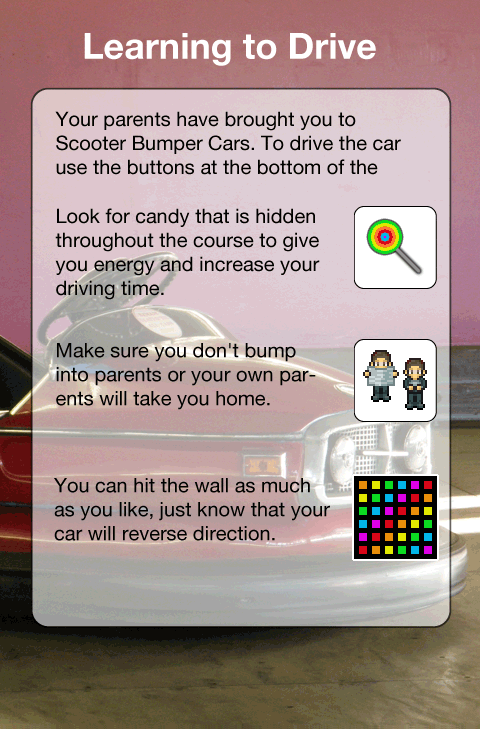 Learning to Drive
Your parents have brought you to
Scooter Bumper Cars. To drive the car
use the buttons at the bottom of the
Look for candy that is hidden
throughout the course to give
you energy and increase your
driving time.
Make sure you don't bump
into parents or your own par-
ents will take you home.
You can hit the wall as much
as you like, just know that your
car will reverse direction.